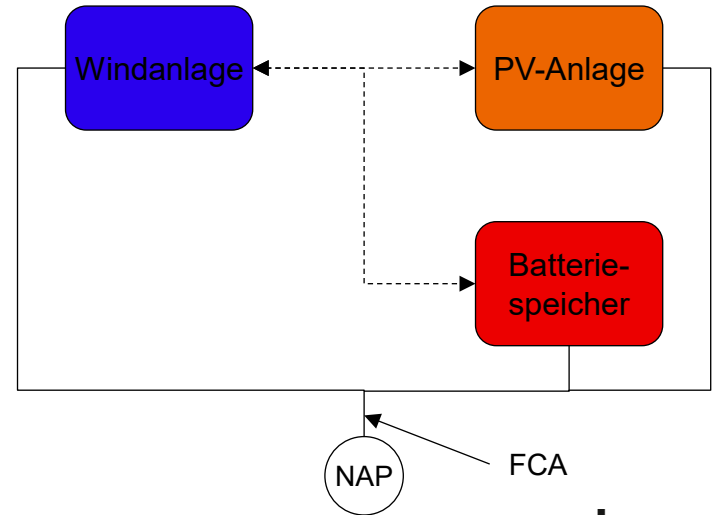 Windanlage
PV-Anlage
Batterie-
speicher
FCA
NAP